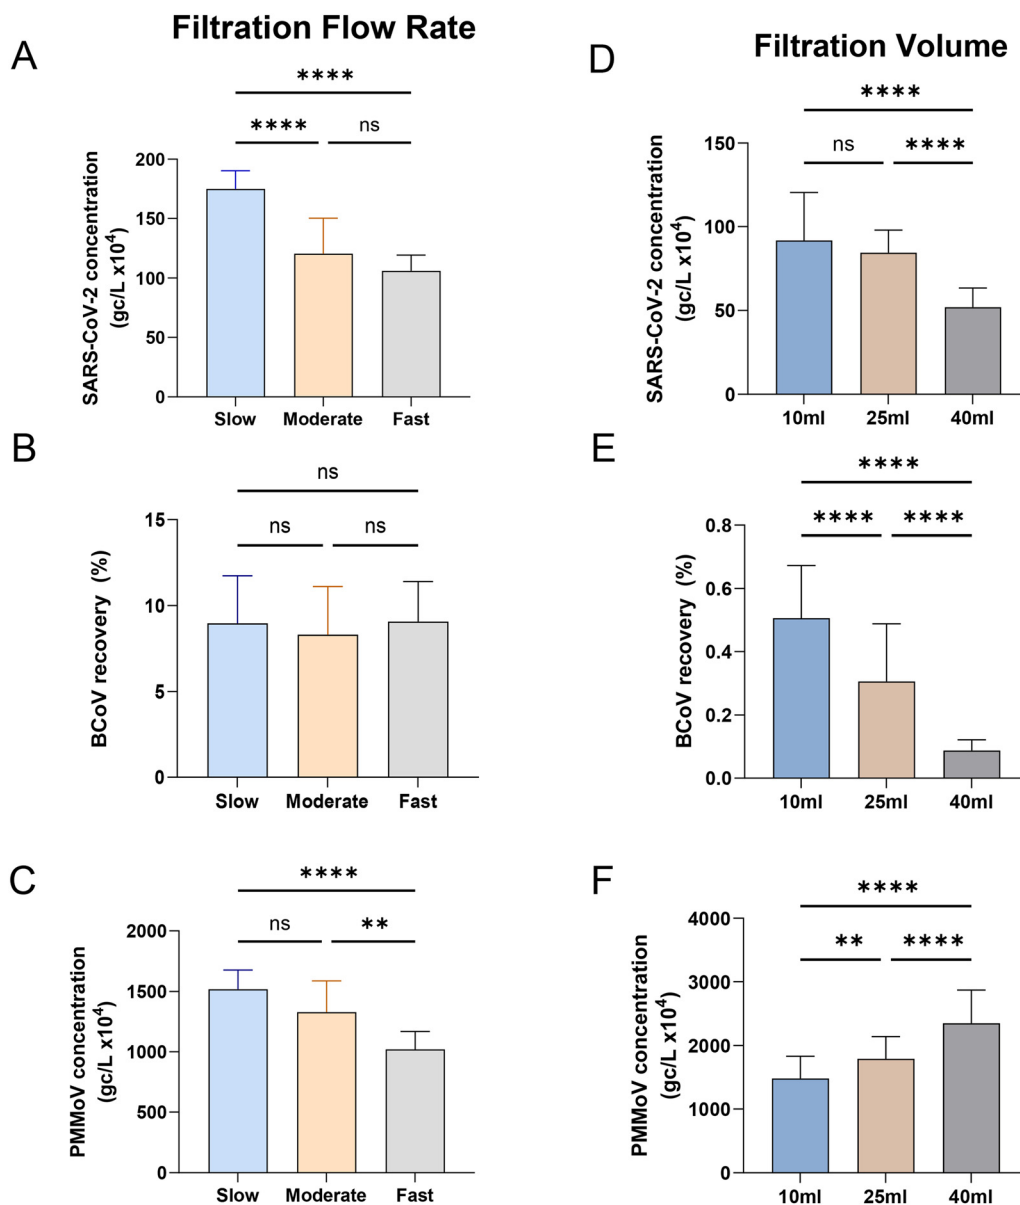 Filtration Flow Rate
A
****
****
ns
SARS-CoV-2 concentration
(gc/L x10⁴)
200
150
100
50
0
Slow
Moderate
Fast
B
ns
ns
ns
BCoV recovery (%)
15
10
5
0
Slow
Moderate
Fast
C
****
ns
**
PMMoV concentration
(gc/L x10⁴)
2000
1500
1000
500
0
Slow
Moderate
Fast
Filtration Volume
D
****
ns
****
SARS-CoV-2 concentration
(gc/L x10⁴)
150
100
50
0
10ml
25ml
40ml
E
****
****
****
BCoV recovery (%)
0.8
0.6
0.4
0.2
0.0
10ml
25ml
40ml
F
****
**
****
PMMoV concentration
(gc/L x10⁴)
4000
3000
2000
1000
0
10ml
25ml
40ml